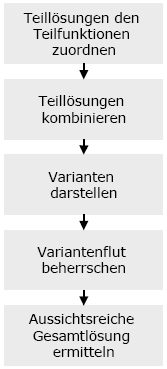 Teillösungen den
Teilfunktionen
zuordnen
Teillösungen
kombinieren
Varianten
darstellen
Variantenflut
beherrschen
Aussichtsreiche
Gesamtlösung
ermitteln